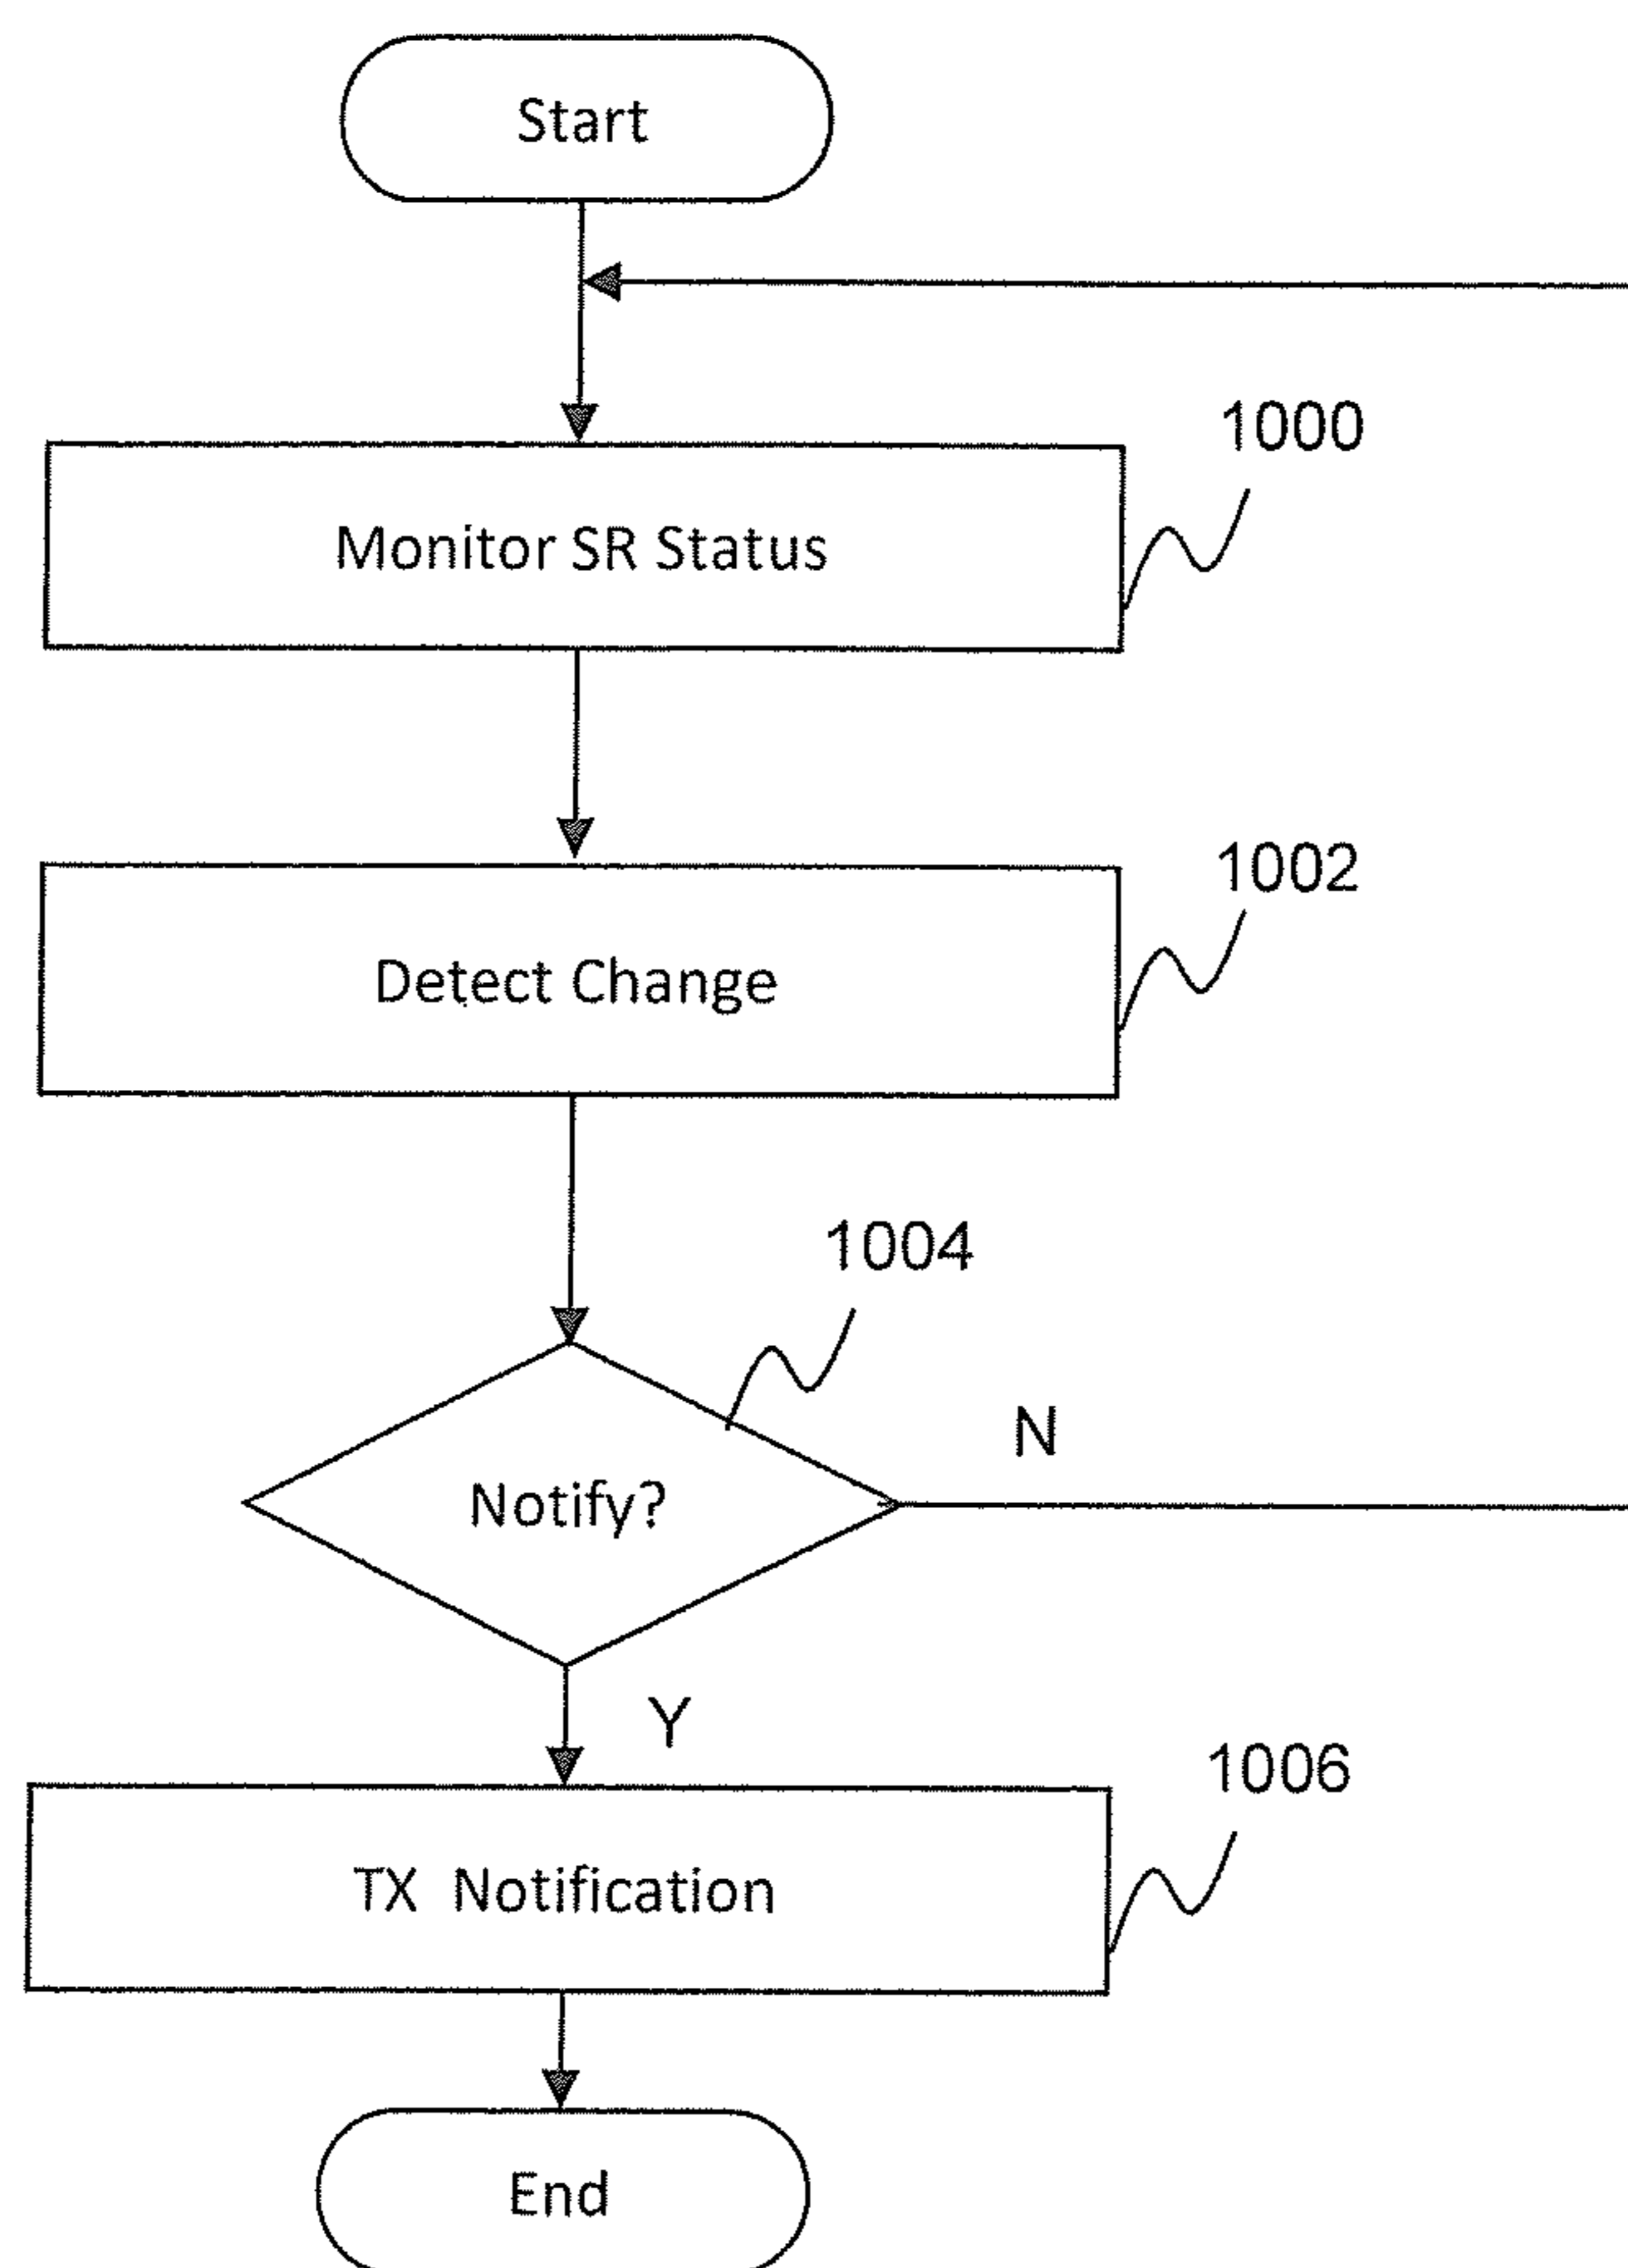 Start
1000
Monitor SR Status
1002
Detect Change
1004
N
Notify?
Y
1006
TX Notification
End